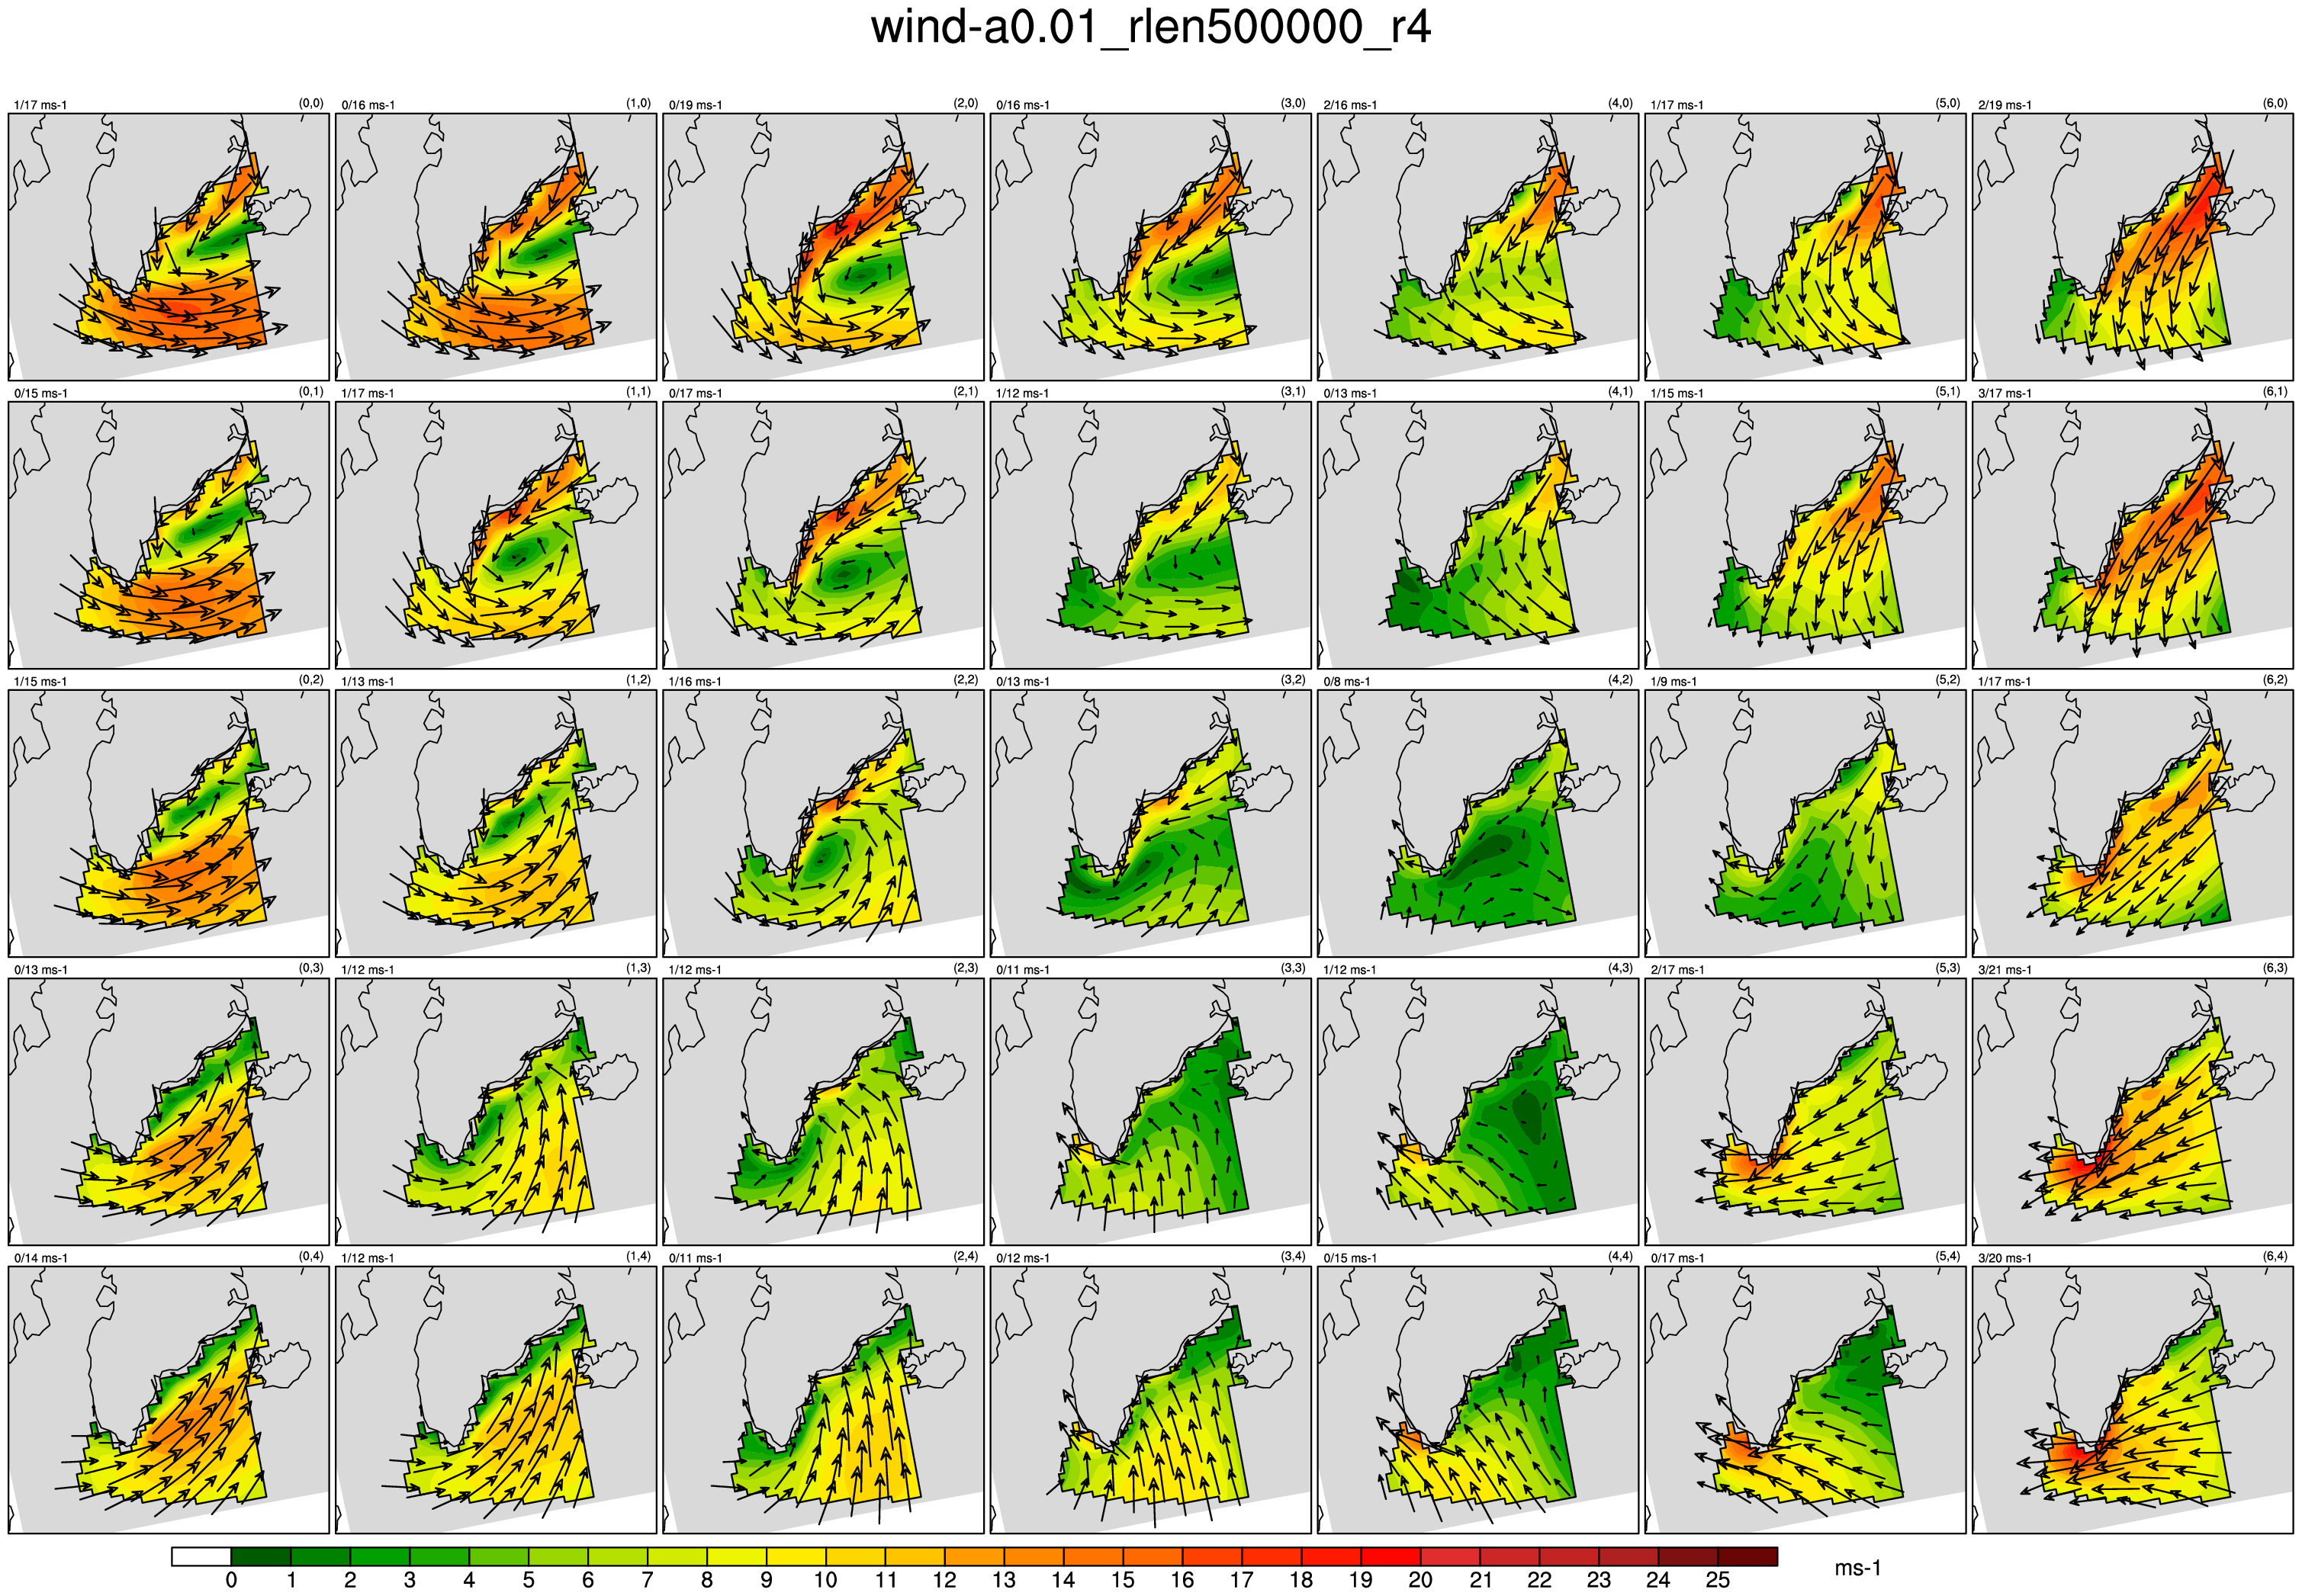 wind-a0.01_rlen500000_r4
1/17 ms-1 (0,0) 0/16 ms-1 (1,0) 0/19 ms-1 (2,0) 0/16 ms-1 (3,0) 2/16 ms-1 (4,0) 1/17 ms-1 (5,0) 2/19 ms-1 (6,0)
0/15 ms-1 (0,1) 1/17 ms-1 (1,1) 0/17 ms-1 (2,1) 1/12 ms-1 (3,1) 0/13 ms-1 (4,1) 1/15 ms-1 (5,1) 3/17 ms-1 (6,1)
1/15 ms-1 (0,2) 1/13 ms-1 (1,2) 1/16 ms-1 (2,2) 0/13 ms-1 (3,2) 0/8 ms-1 (4,2) 1/9 ms-1 (5,2) 1/17 ms-1 (6,2)
0/13 ms-1 (0,3) 1/12 ms-1 (1,3) 1/12 ms-1 (2,3) 0/11 ms-1 (3,3) 1/12 ms-1 (4,3) 2/17 ms-1 (5,3) 3/21 ms-1 (6,3)
0/14 ms-1 (0,4) 1/12 ms-1 (1,4) 0/11 ms-1 (2,4) 0/12 ms-1 (3,4) 0/15 ms-1 (4,4) 0/17 ms-1 (5,4) 3/20 ms-1 (6,4)
0 1 2 3 4 5 6 7 8 9 10 11 12 13 14 15 16 17 18 19 20 21 22 23 24 25 ms-1